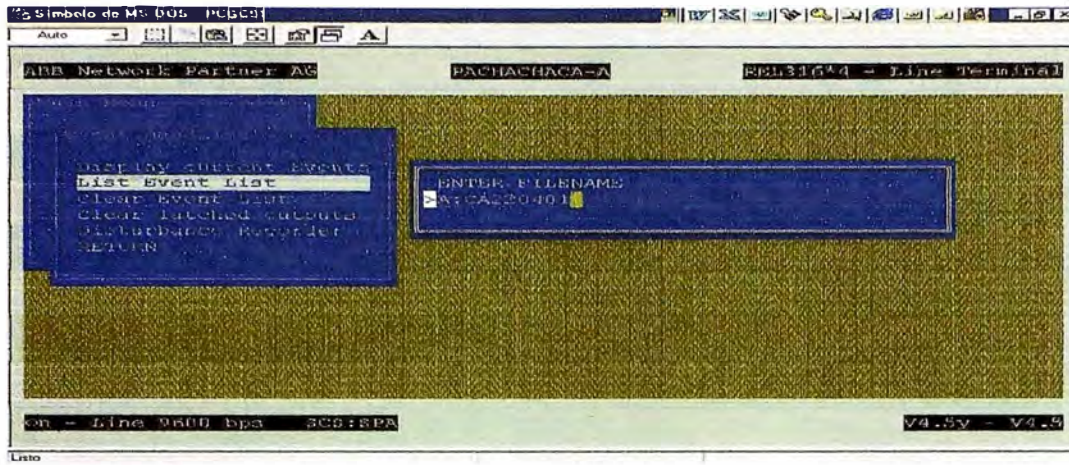 Símbolo de MS-DOS - PCGC91
Auto
A
ABB Network Partner AG
PACHACHACA-A
REL316*4 - Line Terminal
Display current Events
List Event List
Clear Event List
Clear latched outputs
Disturbance Recorder
RETURN
ENTER FILENAME
>A:CA220401
on - Line 9600 bps
SCS:SPA
V4.5y - V4.5
Listo